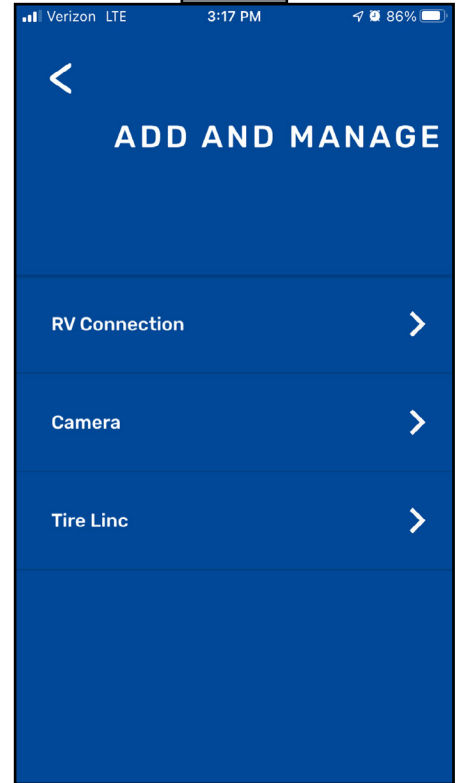 Verizon LTE 3:17 PM 86%
ADD AND MANAGE
RV Connection
Camera
Tire Linc